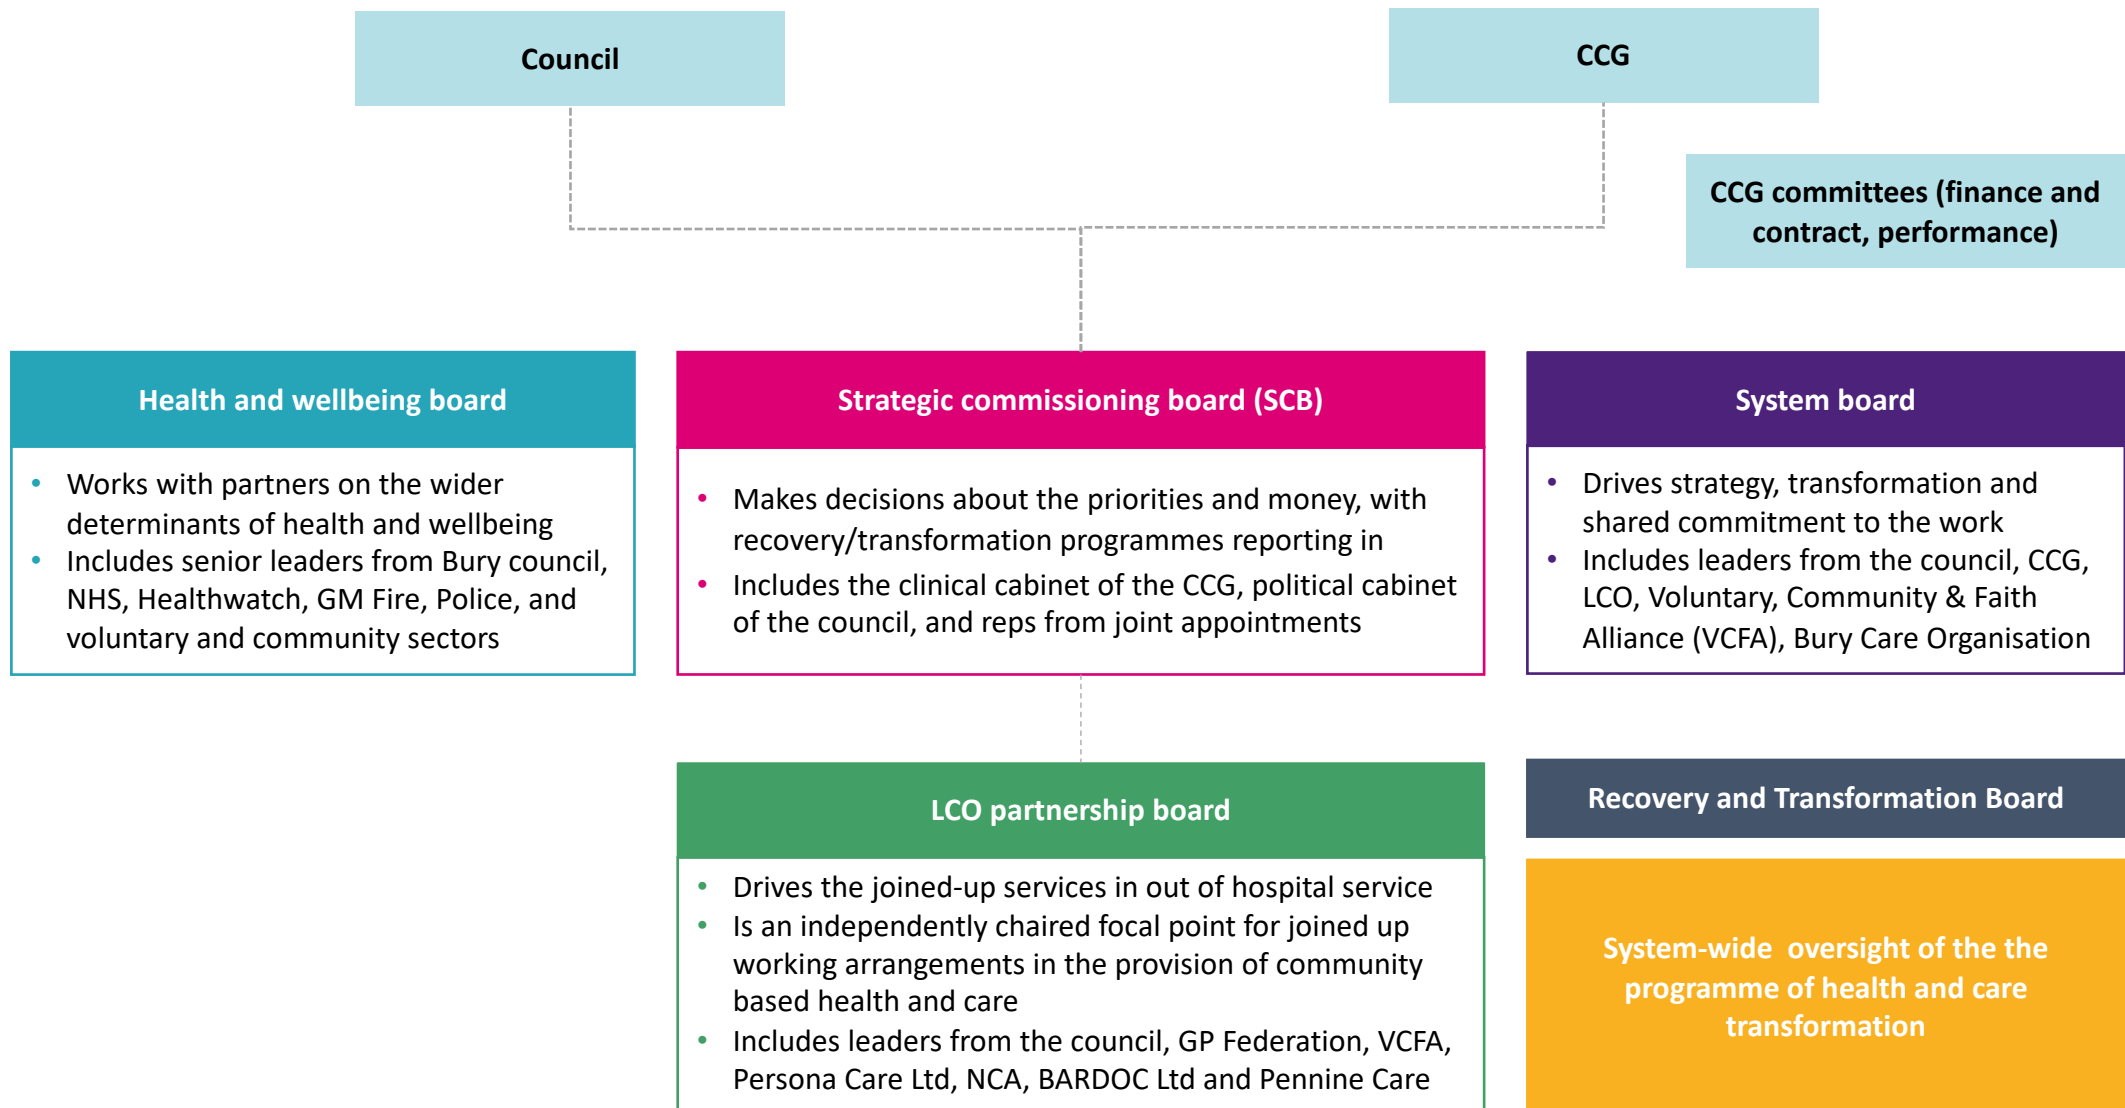 Council
CCG
CCG committees (finance and
contract, performance)
Health and wellbeing board
• Works with partners on the wider
determinants of health and wellbeing
• Includes senior leaders from Bury council,
NHS, Healthwatch, GM Fire, Police, and
voluntary and community sectors
Strategic commissioning board (SCB)
• Makes decisions about the priorities and money, with
recovery/transformation programmes reporting in
• Includes the clinical cabinet of the CCG, political cabinet
of the council, and reps from joint appointments
System board
• Drives strategy, transformation and
shared commitment to the work
• Includes leaders from the council, CCG,
LCO, Voluntary, Community & Faith
Alliance (VCFA), Bury Care Organisation
LCO partnership board
• Drives the joined-up services in out of hospital service
• Is an independently chaired focal point for joined up
working arrangements in the provision of community
based health and care
• Includes leaders from the council, GP Federation, VCFA,
Persona Care Ltd, NCA, BARDOC Ltd and Pennine Care
Recovery and Transformation Board
System-wide oversight of the the
programme of health and care
transformation